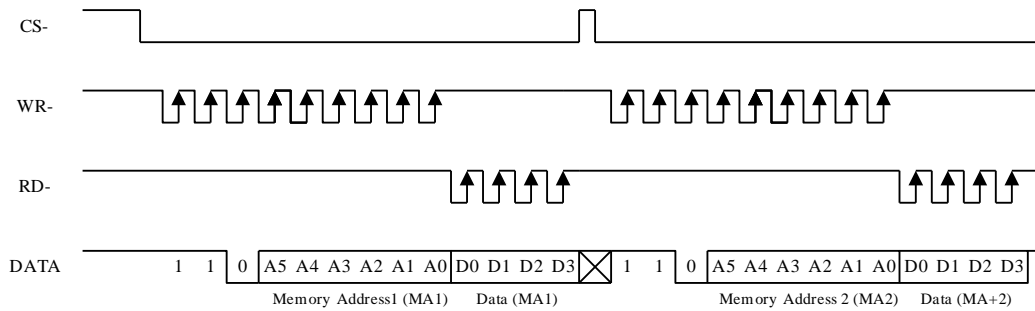 CS-
WR-
RD-
DATA 1 1 0 A5 A4 A3 A2 A1 A0 D0 D1 D2 D3 1 1 0 A5 A4 A3 A2 A1 A0 D0 D1 D2 D3
Memory Address1 (MA1) Data (MA1) Memory Address 2 (MA2) Data (MA+2)